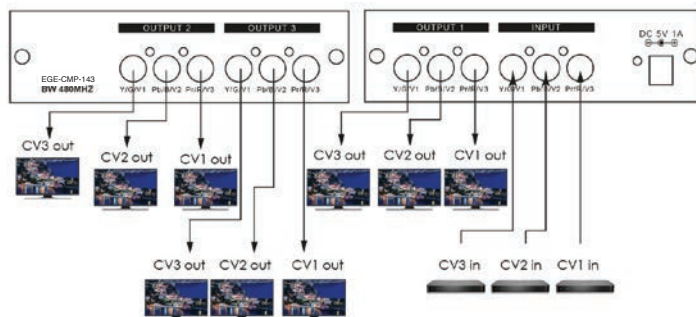 OUTPUT 2 OUTPUT 3
EGE-CMP-143
BW 480MHZ
Y/G/V1 Pb/B/V2 Pr/R/V3 Y/G/V1 Pb/B/V2 Pr/R/V3
CV3 out CV2 out CV1 out
CV3 out CV2 out CV1 out
OUTPUT 1 INPUT
DC 5V 1A
Y/G/V1 Pb/B/V2 Pr/R/V3 Y/G/V1 Pb/B/V2 Pr/R/V3
CV3 out CV2 out CV1 out
CV3 in CV2 in CV1 in